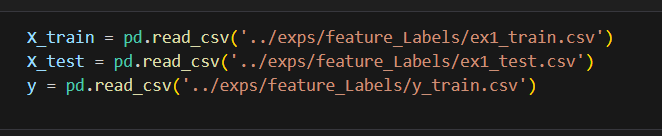 X_train = pd.read_csv('../exps/feature_Labels/ex1_train.csv')
X_test = pd.read_csv('../exps/feature_Labels/ex1_test.csv')
y = pd.read_csv('../exps/feature_Labels/y_train.csv')